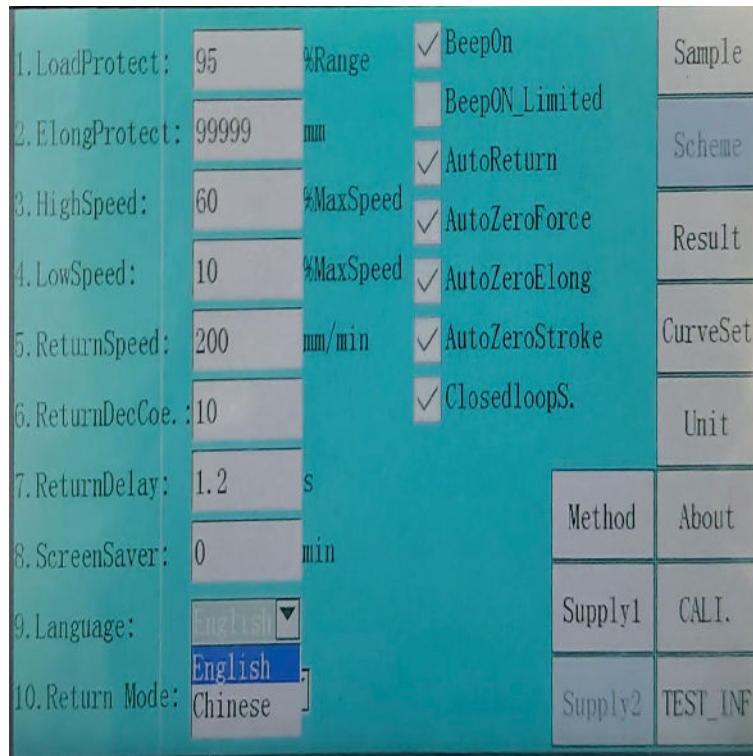 1.LoadProtect: 95 %Range
2.ElongProtect: 99999 mm
3.HighSpeed: 60 %MaxSpeed
4.LowSpeed: 10 %MaxSpeed
5.ReturnSpeed: 200 mm/min
6.ReturnDecCoe.: 10
7.ReturnDelay: 1.2 s
8.ScreenSaver: 0 min
9.Language: English
English
Chinese
10.Return Mode:
BeepOn
BeepON_Limited
AutoReturn
AutoZeroForce
AutoZeroElong
AutoZeroStroke
ClosedloopS.
Sample
Scheme
Result
CurveSet
Unit
Method About
Supply1 CALI.
Supply2 TEST_INF